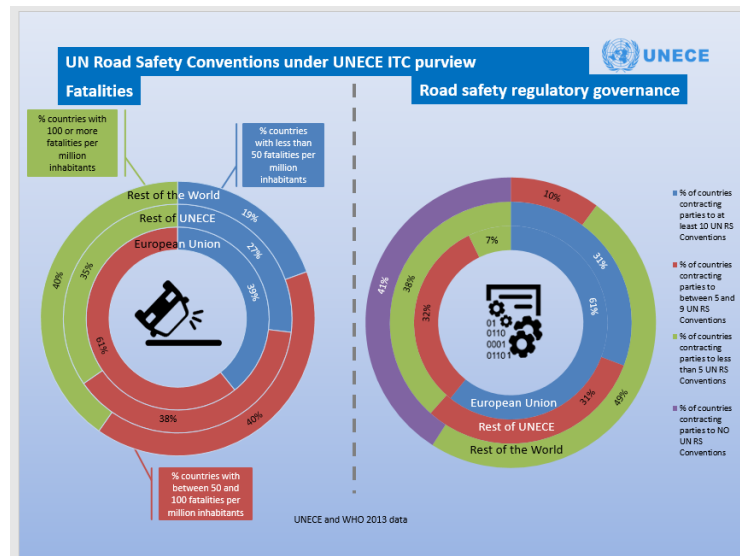 UN Road Safety Conventions under UNECE ITC purview
UNECE
Fatalities
Road safety regulatory governance
% countries with
100 or more
fatalities per
million
inhabitants
% countries
with less than
50 fatalities per
million
inhabitants
Rest of the World
Rest of UNECE
European Union
19%
27%
39%
40%
35%
61%
38%
40%
% countries with
between 50 and
100 fatalities per
million inhabitants
10%
7%
31%
61%
41%
38%
32%
01
0110
0001
01101
31%
49%
European Union
Rest of UNECE
Rest of the World
% of countries
contracting
parties to at
least 10 UN RS
Conventions
% of countries
contracting
parties to
between 5 and
9 UN RS
Conventions
% of countries
contracting
parties to less
than 5 UN RS
Conventions
% of countries
contracting
parties to NO
UN RS
Conventions
UNECE and WHO 2013 data